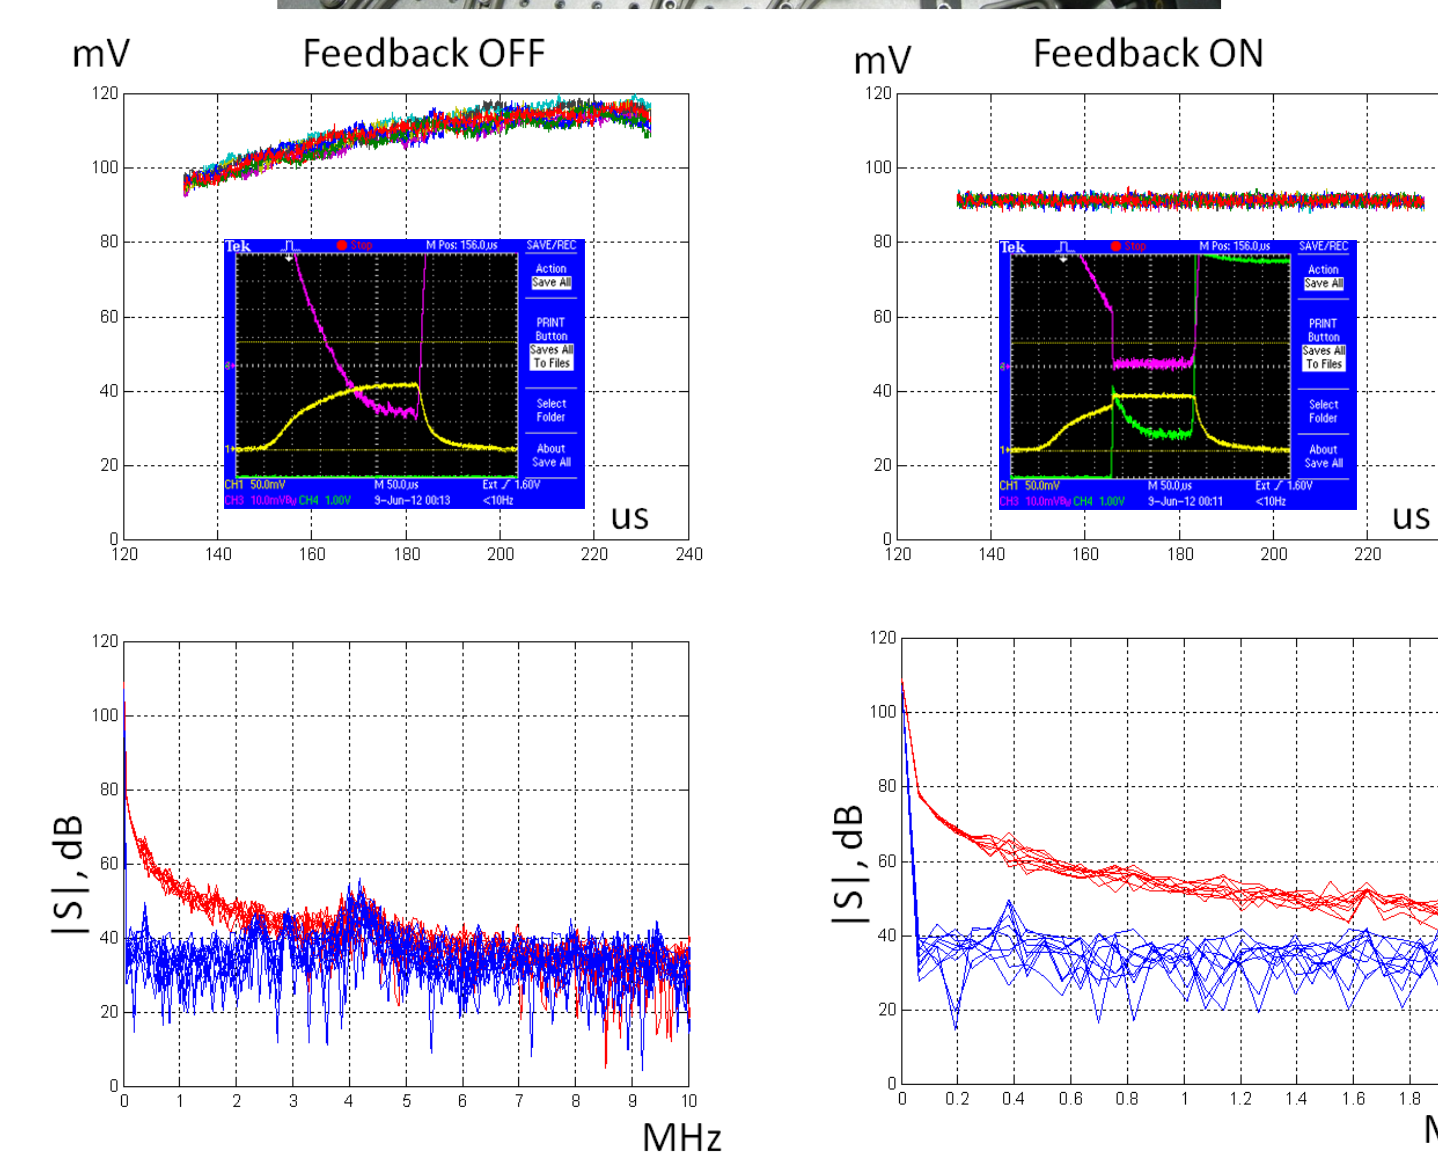 mV Feedback OFF
120
100
80
60
40
20
0
120 140 160 180 200 220 240
us
Tek Stop M Pos: 156.0us SAVE/REC
Action
Save All
PRINT
Button
Saves All
To Files
Select
Folder
About
Save All
CH1 50.0mV M 50.0us Ext 1.60V
CH3 10.0mVBw CH4 1.00V 9-Jun-12 00:13 <10Hz
mV Feedback ON
120
100
80
60
40
20
0
120 140 160 180 200 220
us
Tek Stop M Pos: 156.0us SAVE/REC
Action
Save All
PRINT
Button
Saves All
To Files
Select
Folder
About
Save All
CH1 50.0mV M 50.0us Ext 1.60V
CH3 10.0mVBw CH4 1.00V 9-Jun-12 00:11 <10Hz
|S|, dB
120
100
80
60
40
20
0
0 1 2 3 4 5 6 7 8 9 10
MHz
|S|, dB
120
100
80
60
40
20
0
0 0.2 0.4 0.6 0.8 1 1.2 1.4 1.6 1.8